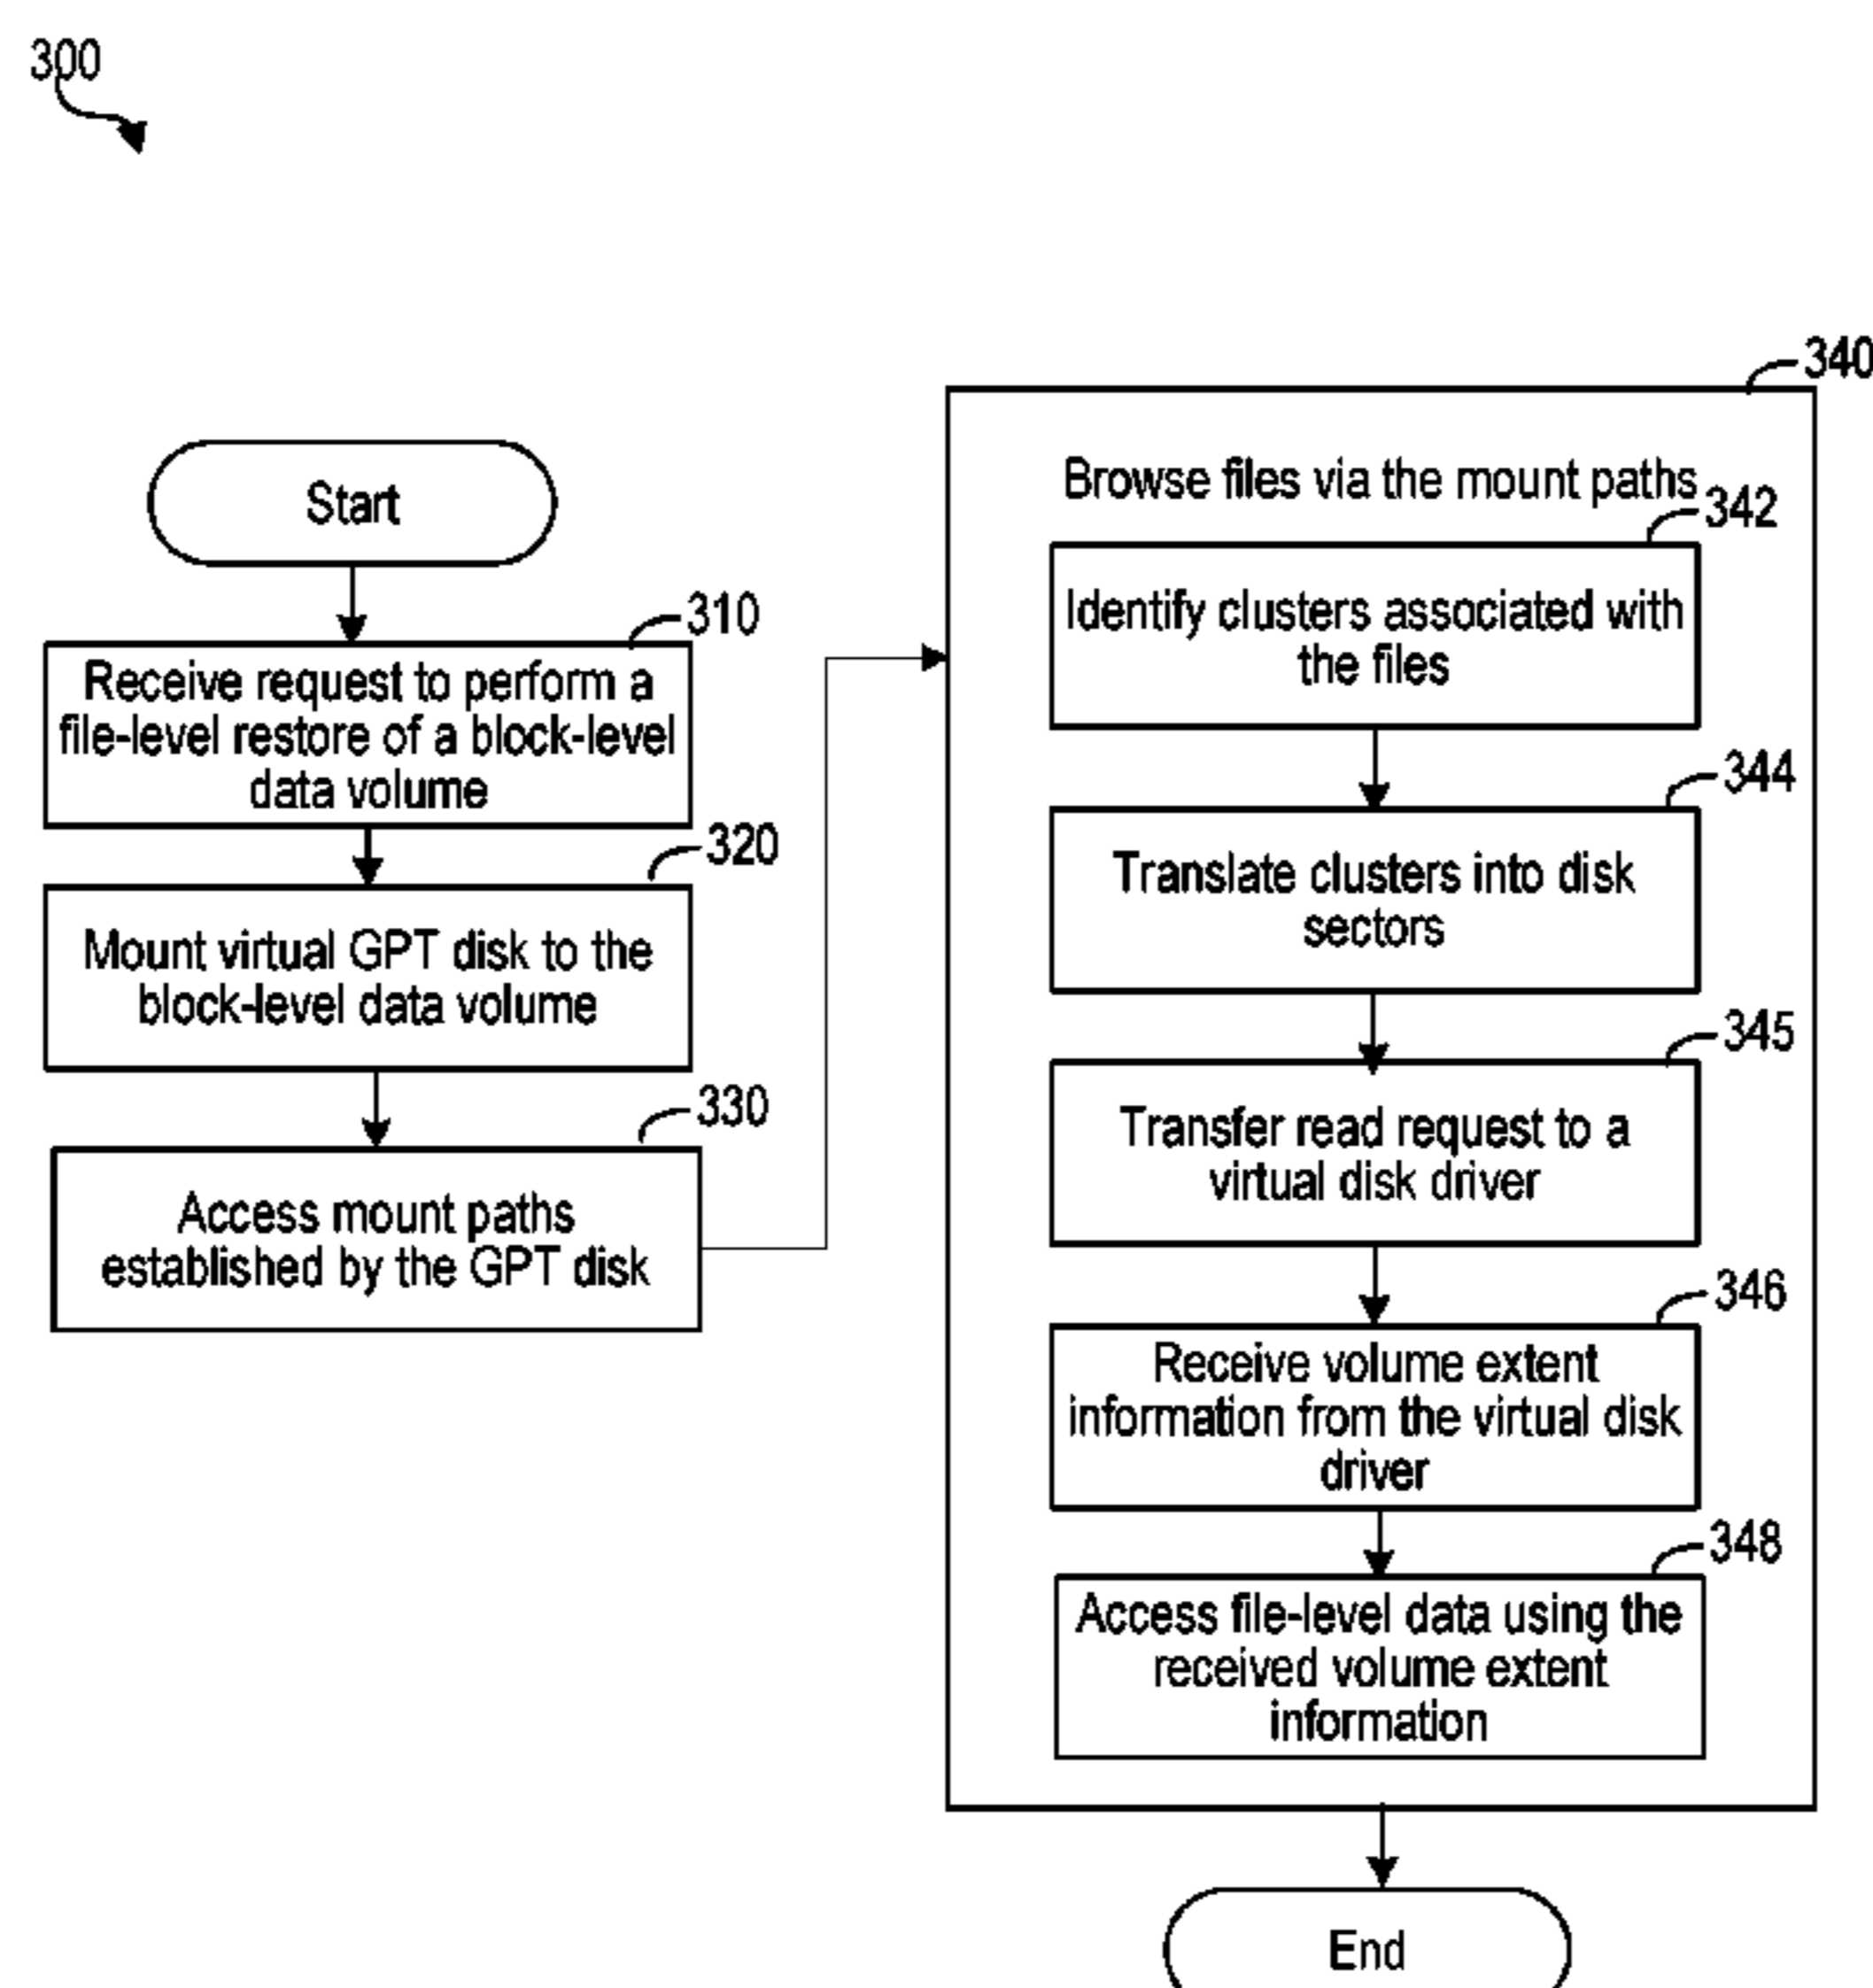 300
Start
310
Receive request to perform a
file-level restore of a block-level
data volume
320
Mount virtual GPT disk to the
block-level data volume
330
Access mount paths
established by the GPT disk
340
Browse files via the mount paths
342
Identify clusters associated with
the files
344
Translate clusters into disk
sectors
345
Transfer read request to a
virtual disk driver
346
Receive volume extent
information from the virtual disk
driver
348
Access file-level data using the
received volume extent
information
End